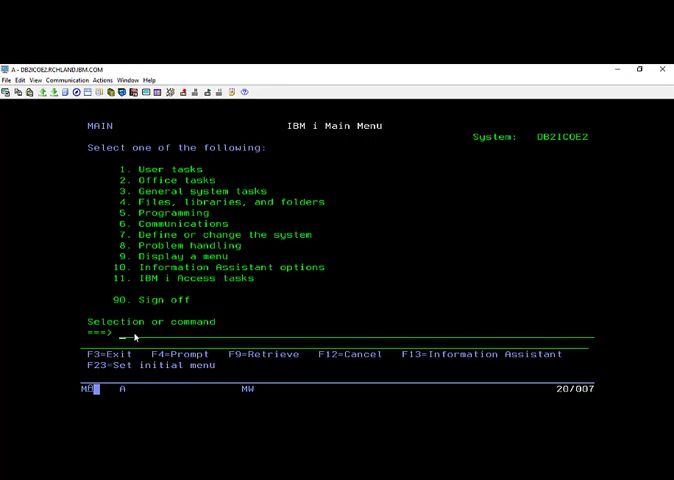 A - DB2ICOE2.RCHLAND.IBM.COM
File Edit View Communication Actions Window Help
MAIN IBM i Main Menu
System: DB2ICOE2
Select one of the following:
1. User tasks
2. Office tasks
3. General system tasks
4. Files, libraries, and folders
5. Programming
6. Communications
7. Define or change the system
8. Problem handling
9. Display a menu
10. Information Assistant options
11. IBM i Access tasks
90. Sign off
Selection or command
===>
F3=Exit F4=Prompt F9=Retrieve F12=Cancel F13=Information Assistant
F23=Set initial menu
A MW 20/007